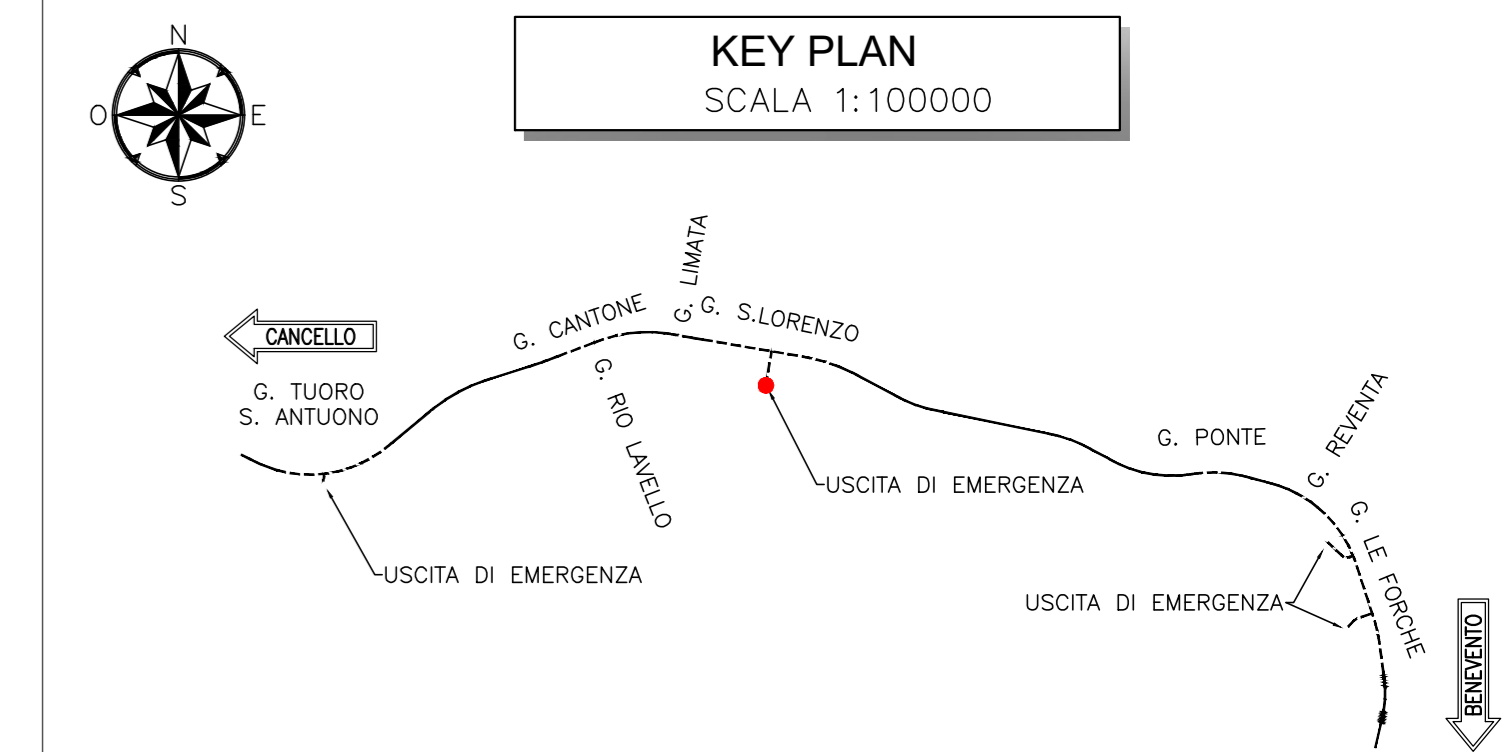 N
O
E
S
KEY PLAN
SCALA 1:100000
CANCELLO
G. TUORO
S. ANTUONO
G. CANTONE
G. LIMATA
G. S.LORENZO
G. RIO LAVELLO
USCITA DI EMERGENZA
USCITA DI EMERGENZA
G. PONTE
G. REVENTA
G. LE FORCHE
USCITA DI EMERGENZA
BENEVENTO